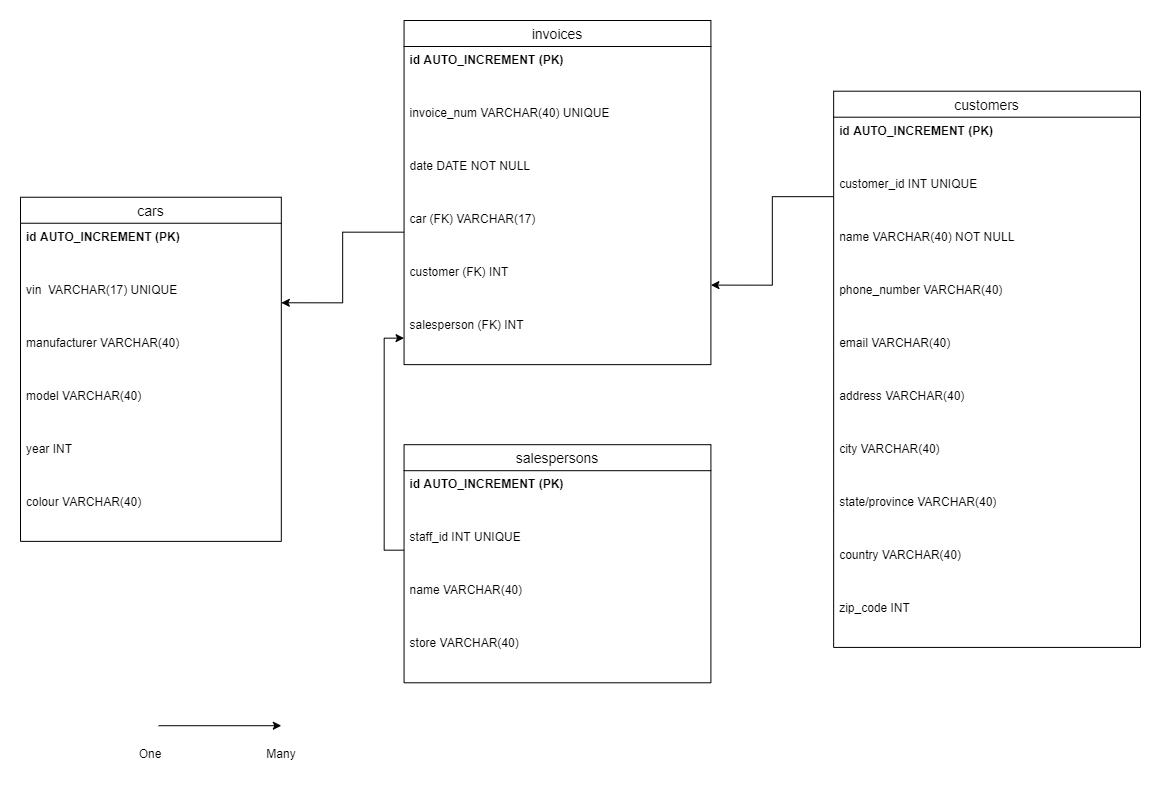 invoices
id AUTO_INCREMENT (PK)
invoice_num VARCHAR(40) UNIQUE
date DATE NOT NULL
car (FK) VARCHAR(17)
customer (FK) INT
salesperson (FK) INT
customers
id AUTO_INCREMENT (PK)
customer_id INT UNIQUE
name VARCHAR(40) NOT NULL
phone_number VARCHAR(40)
email VARCHAR(40)
address VARCHAR(40)
city VARCHAR(40)
state/province VARCHAR(40)
country VARCHAR(40)
zip_code INT
cars
id AUTO_INCREMENT (PK)
vin  VARCHAR(17) UNIQUE
manufacturer VARCHAR(40)
model VARCHAR(40)
year INT
colour VARCHAR(40)
salespersons
id AUTO_INCREMENT (PK)
staff_id INT UNIQUE
name VARCHAR(40)
store VARCHAR(40)
One
Many